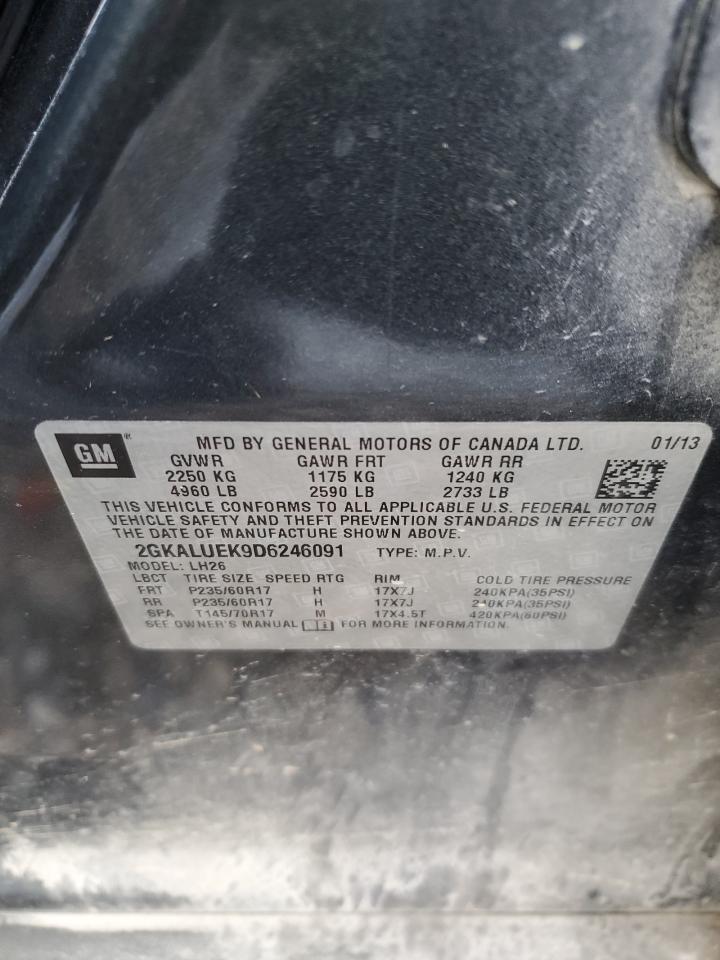 GM
MFD BY GENERAL MOTORS OF CANADA LTD. 01/13
GVWR GAWR FRT GAWR RR
2250 KG 1175 KG 1240 KG
4960 LB 2590 LB 2733 LB
THIS VEHICLE CONFORMS TO ALL APPLICABLE U.S. FEDERAL MOTOR
VEHICLE SAFETY AND THEFT PREVENTION STANDARDS IN EFFECT ON
THE DATE OF MANUFACTURE SHOWN ABOVE.
2GKALUEK9D6246091 TYPE: M.P.V.
MODEL: LH26
LBCT TIRE SIZE SPEED RTG RIM COLD TIRE PRESSURE
FRT P235/60R17 H 17X7J 240KPA(35PSI)
RR P235/60R17 H 17X7J 240KPA(35PSI)
SPA T145/70R17 M 17X4.5T 420KPA(60PSI)
SEE OWNER'S MANUAL FOR MORE INFORMATION.